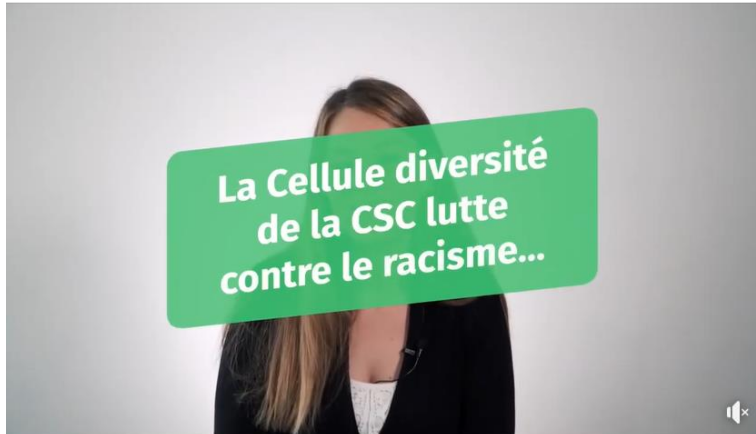 La Cellule diversité
de la CSC lutte
contre le racisme...